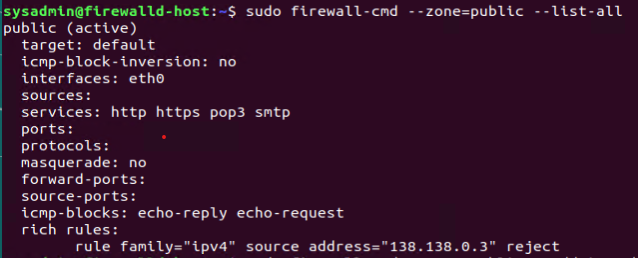 sysadmin@firewalld-host:~$ sudo firewall-cmd --zone=public --list-all
public (active)
  target: default
  icmp-block-inversion: no
  interfaces: eth0
  sources:
  services: http https pop3 smtp
  ports:
  protocols:
  masquerade: no
  forward-ports:
  source-ports:
  icmp-blocks: echo-reply echo-request
  rich rules:
        rule family="ipv4" source address="138.138.0.3" reject